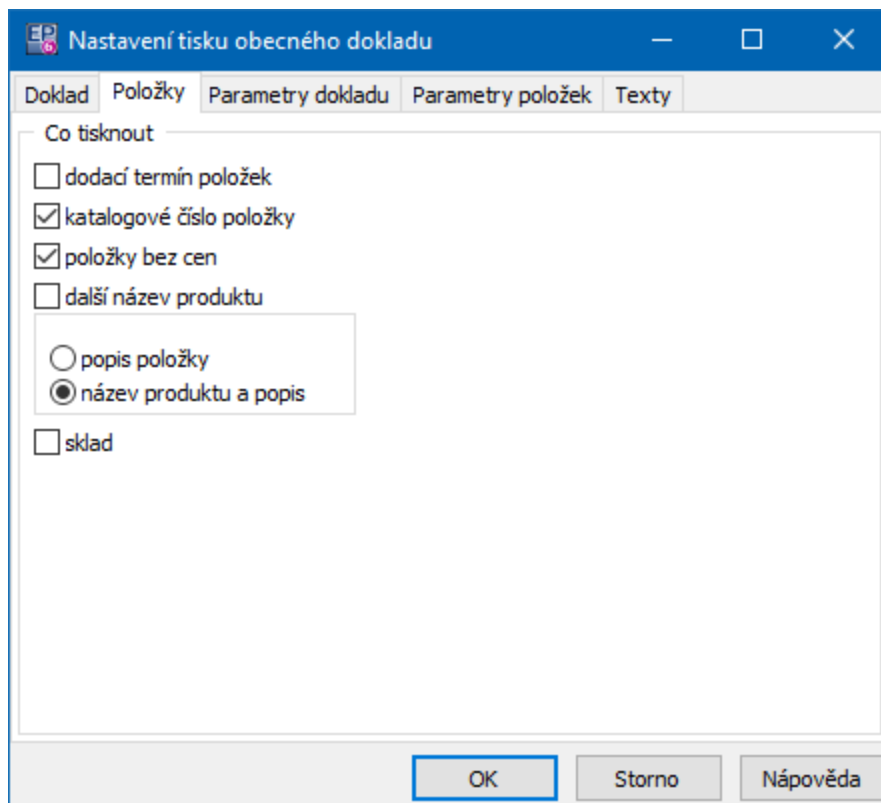 Nastavení tisku obecného dokladu
Doklad Položky Parametry dokladu Parametry položek Texty
Co tisknout
dodací termín položek
katalogové číslo položky
položky bez cen
další název produktu
popis položky
název produktu a popis
sklad
OK Storno Nápověda